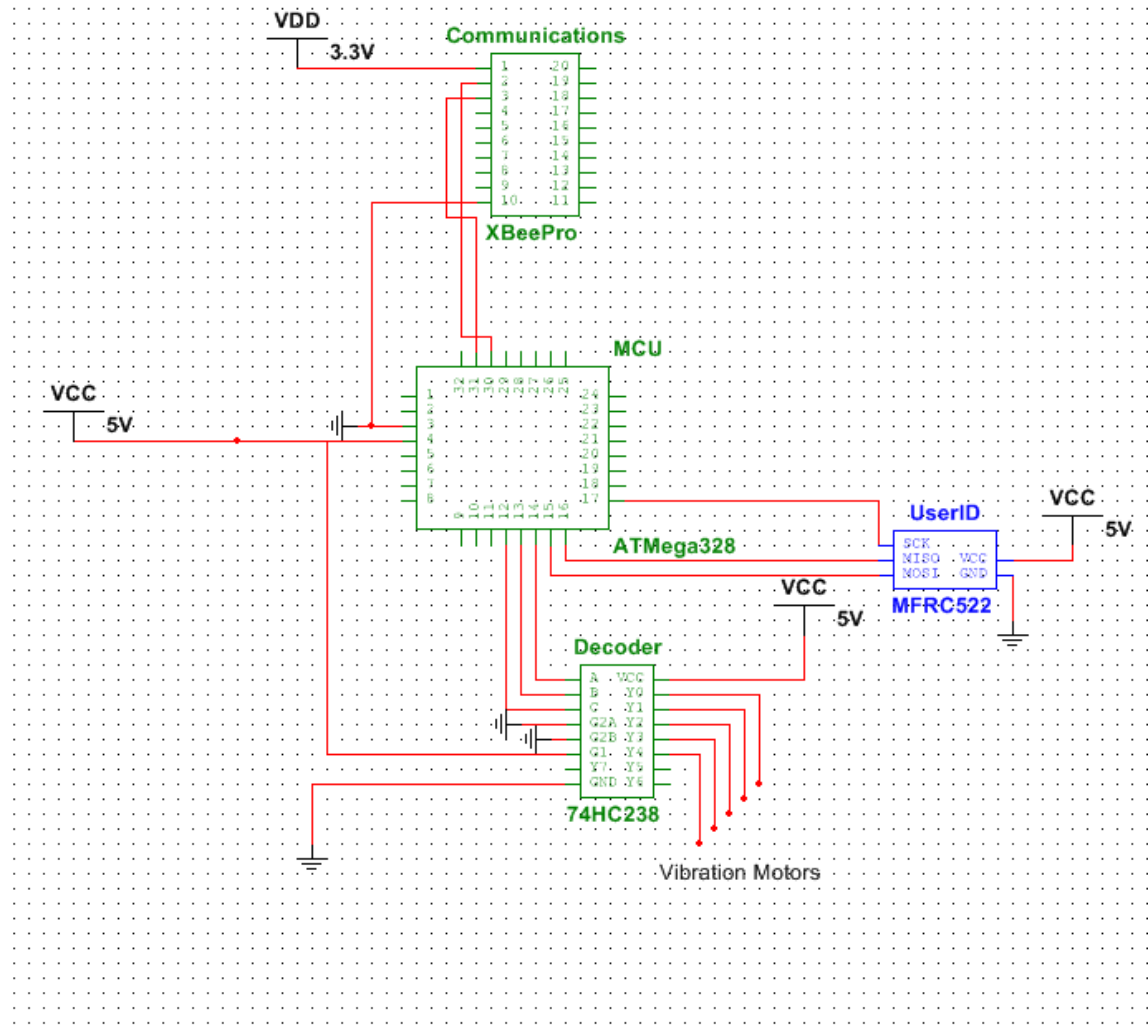 VDD
3.3V
Communications
1 20
2 19
3 18
4 17
5 16
6 15
7 14
8 13
9 12
10 11
XBeePro
MCU
32 31 30 29 28 27 26 25
VCC
5V
1 24
2 23
3 22
4 21
5 20
6 19
7 18
8 17
9 10 11 12 13 14 15 16
ATMega328
UserID
SCK
MISO VCC
MOSI GND
MFRC522
VCC
5V
VCC
5V
Decoder
A VCC
B Y0
C Y1
G2A Y2
G2B Y3
G1 Y4
Y7 Y5
GND Y6
74HC238
Vibration Motors